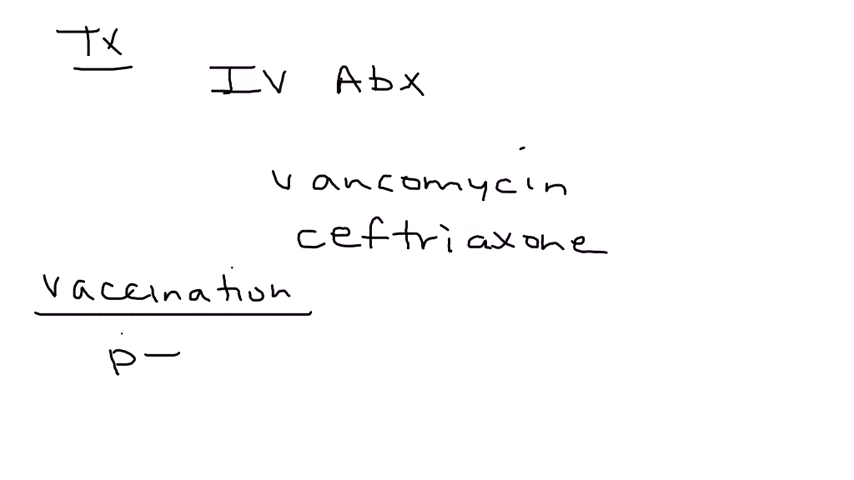 Tx
IV Abx
vancomycin
ceftriaxone
vaccination
p-